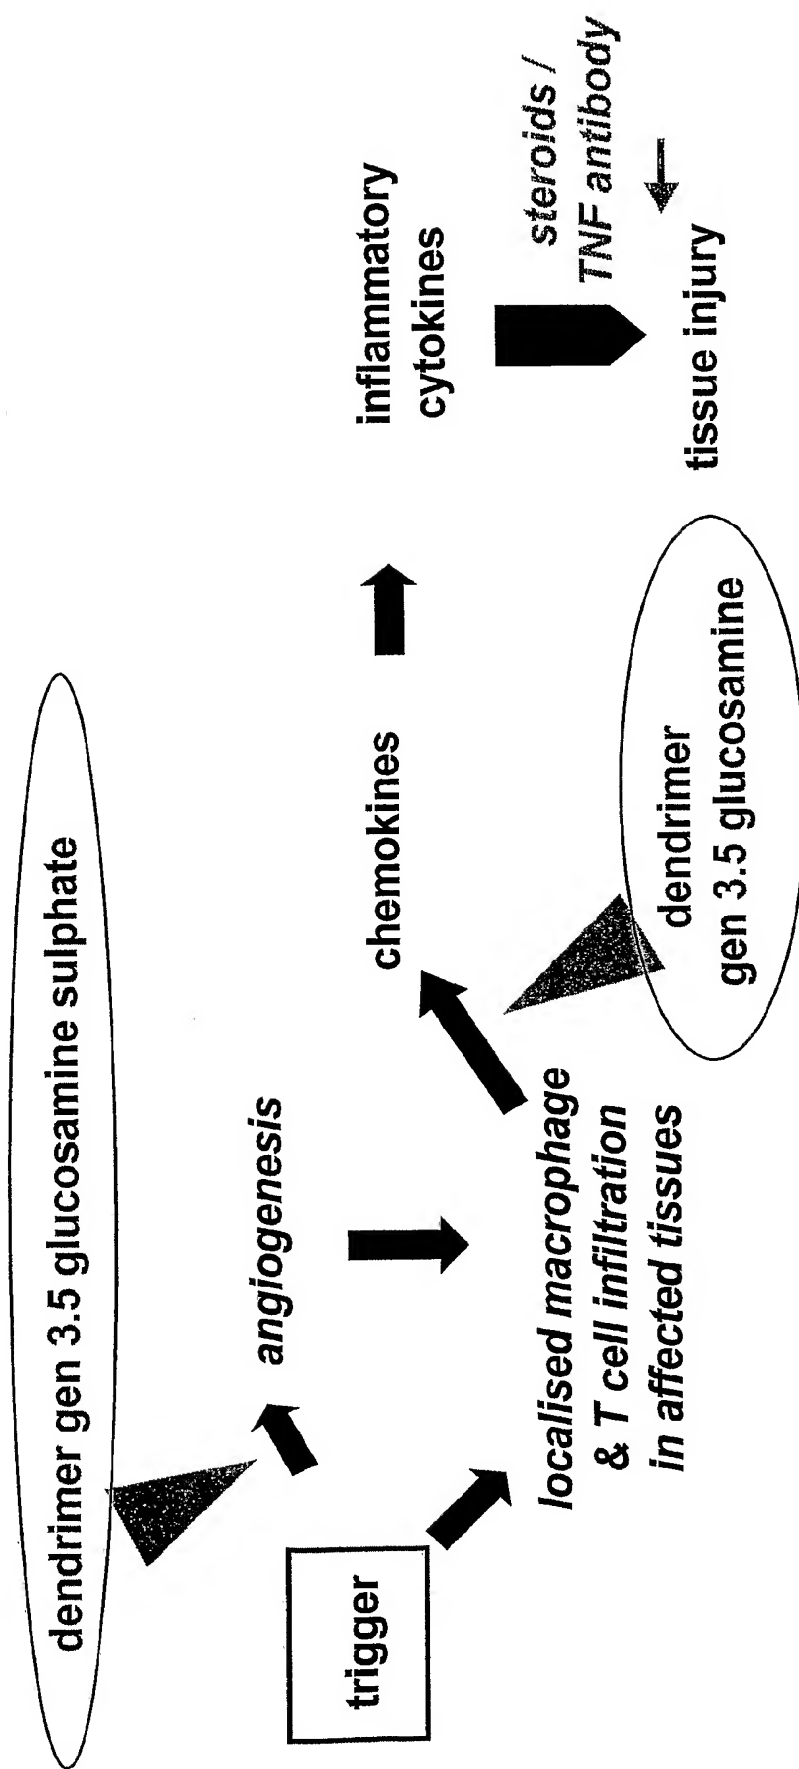 dendrimer gen 3.5 glucosamine sulphate
trigger
angiogenesis
localised macrophage
& T cell infiltration
in affected tissues
chemokines
dendrimer
gen 3.5 glucosamine
inflammatory
cytokines
steroids /
TNF antibody
tissue injury